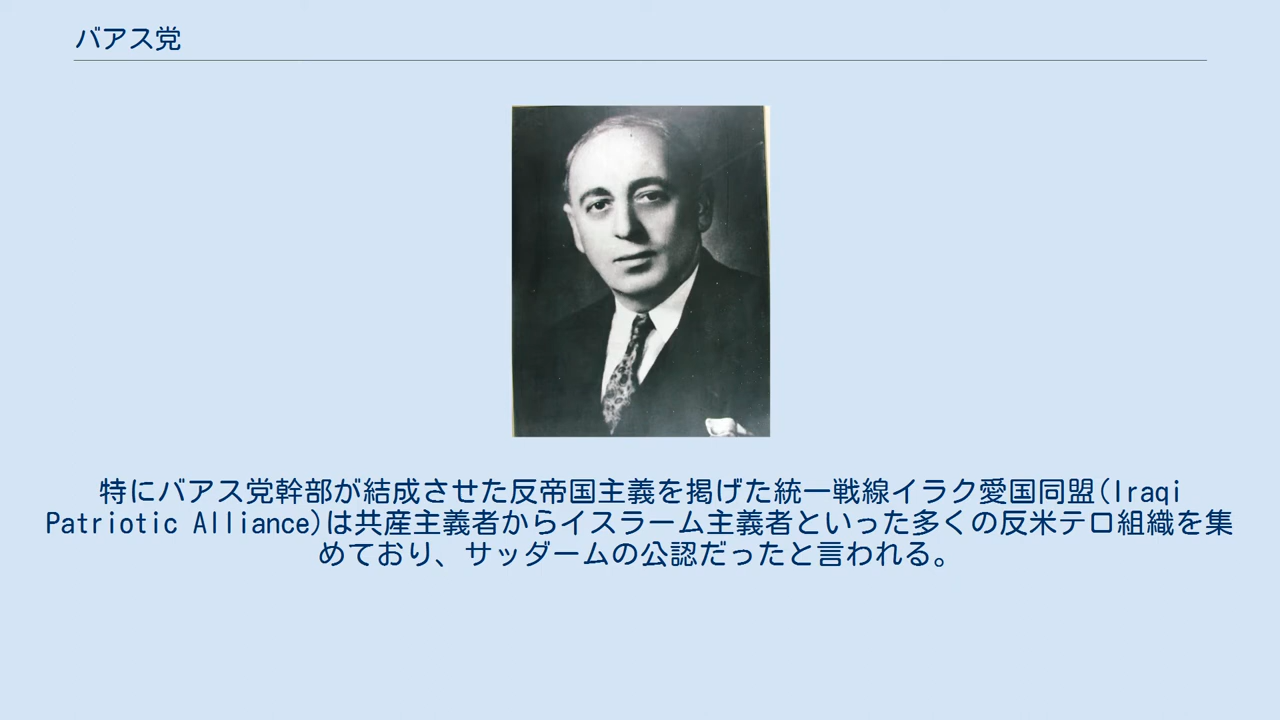 バアス党
特にバアス党幹部が結成させた反帝国主義を掲げた統一戦線イラク愛国同盟(Iraqi
Patriotic Alliance)は共産主義者からイスラーム主義者といった多くの反米テロ組織を集
めており、サッダームの公認だったと言われる。